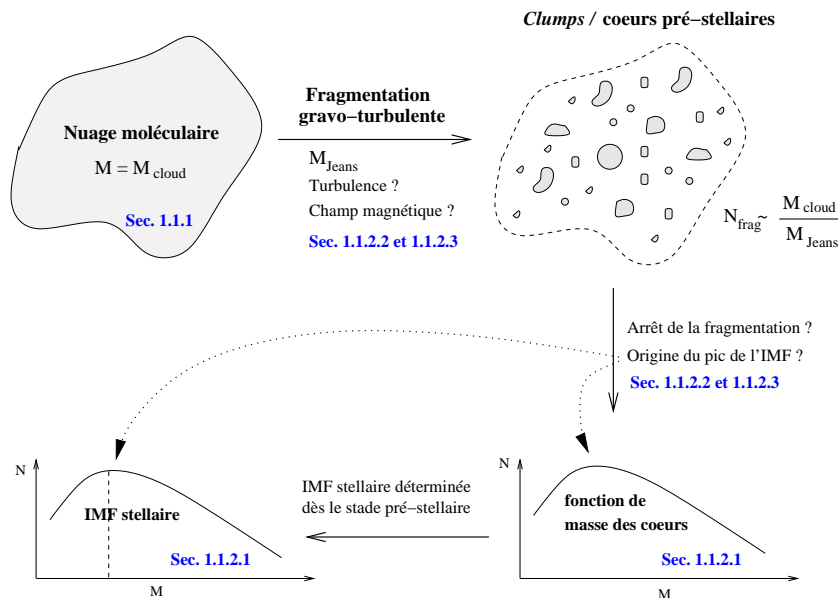 Clumps / coeurs pré−stellaires
Nuage moléculaire
M = M cloud
Sec. 1.1.1
Fragmentation
gravo−turbulente
M Jeans
Turbulence ?
Champ magnétique ?
Sec. 1.1.2.2 et 1.1.2.3
N frag ~ M cloud
M Jeans
Arrêt de la fragmentation ?
Origine du pic de l'IMF ?
Sec. 1.1.2.2 et 1.1.2.3
N
IMF stellaire
Sec. 1.1.2.1
M
IMF stellaire déterminée
dès le stade pré−stellaire
N
fonction de
masse des coeurs
Sec. 1.1.2.1
M